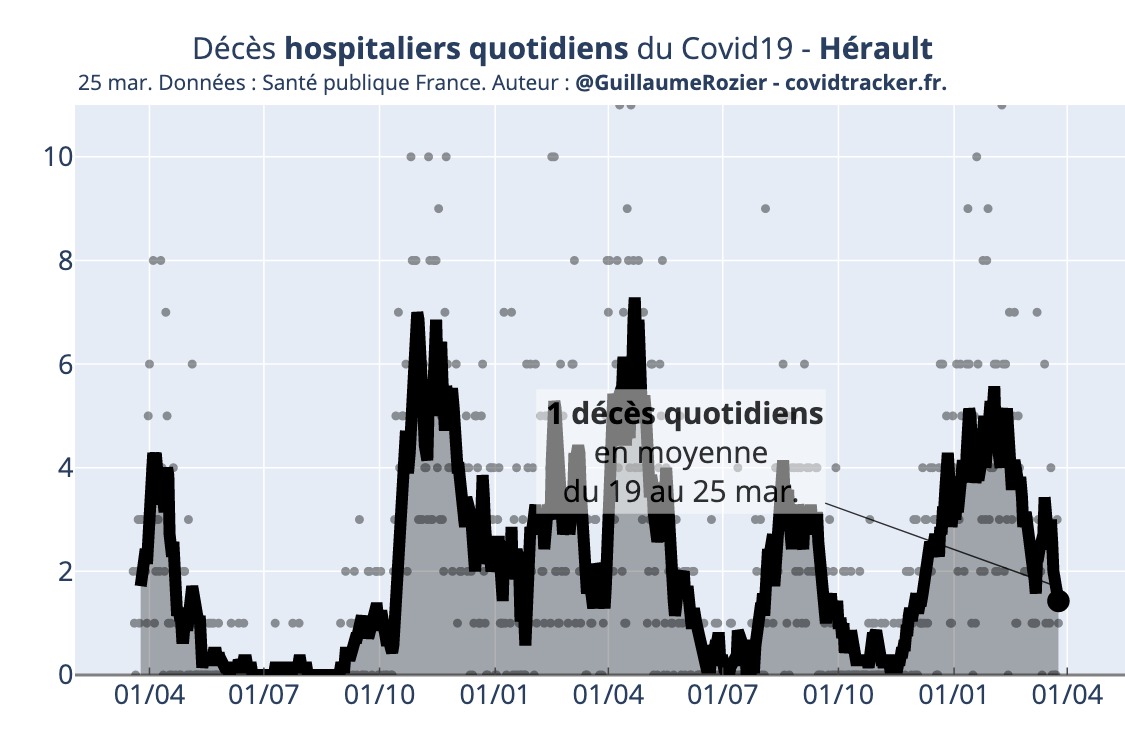 Décès hospitaliers quotidiens du Covid19 - Hérault
25 mar. Données : Santé publique France. Auteur : @GuillaumeRozier - covidtracker.fr.
10
8
6
4
2
0
1 décès quotidiens
en moyenne
du 19 au 25 mar.
01/04 01/07 01/10 01/01 01/04 01/07 01/10 01/01 01/04